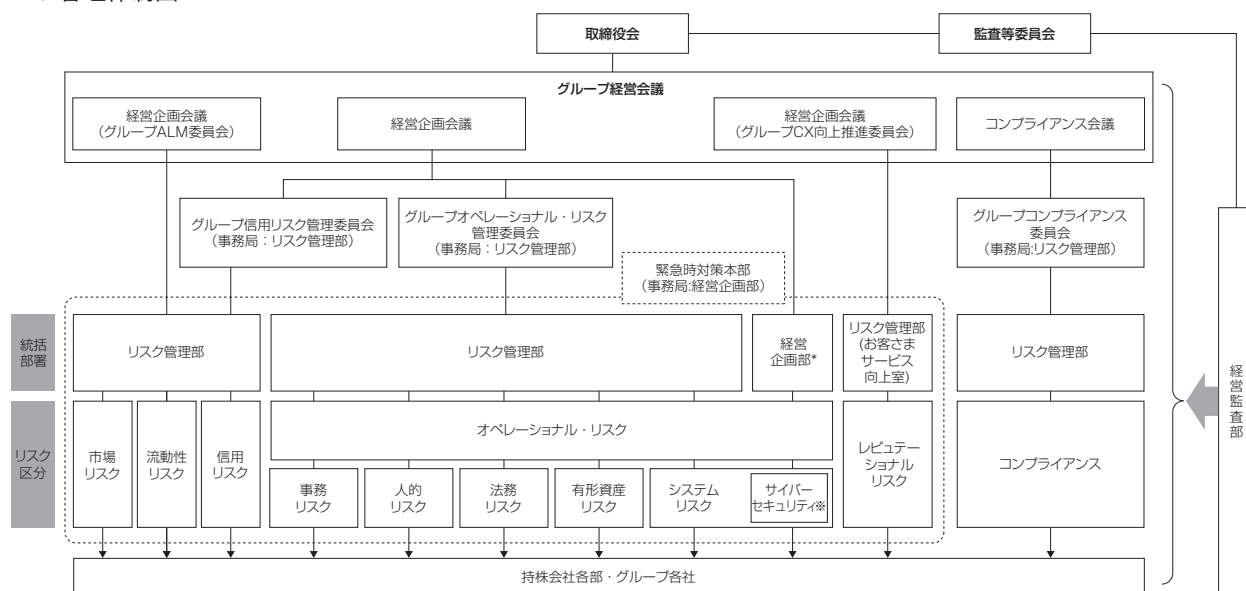 取締役会
監査等委員会
グループ経営会議
経営企画会議
（グループALM委員会）
経営企画会議
経営企画会議
（グループCX向上推進委員会）
コンプライアンス会議
グループ信用リスク管理委員会
（事務局：リスク管理部）
グループオペレーショナル・リスク
管理委員会
（事務局：リスク管理部）
グループコンプライアンス
委員会
（事務局:リスク管理部）
緊急時対策本部
（事務局:経営企画部）
統括
部署
リスク管理部
リスク管理部
経営
企画部*
リスク管理部
(お客さま
サービス
向上室)
リスク管理部
経営監査部
リスク
区分
市場
リスク
流動性
リスク
信用
リスク
オペレーショナル・リスク
事務
リスク
人的
リスク
法務
リスク
有形資産
リスク
システム
リスク
サイバー
セキュリティ※
レピュテー
ショナル
リスク
コンプライアンス
持株会社各部・グループ各社